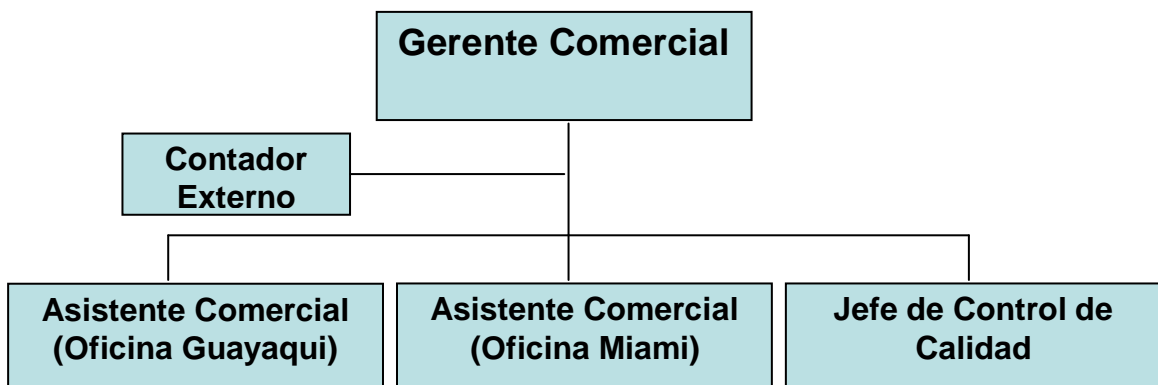 Gerente Comercial
Contador
Externo
Asistente Comercial
(Oficina Guayaqui)
Asistente Comercial
(Oficina Miami)
Jefe de Control de
Calidad